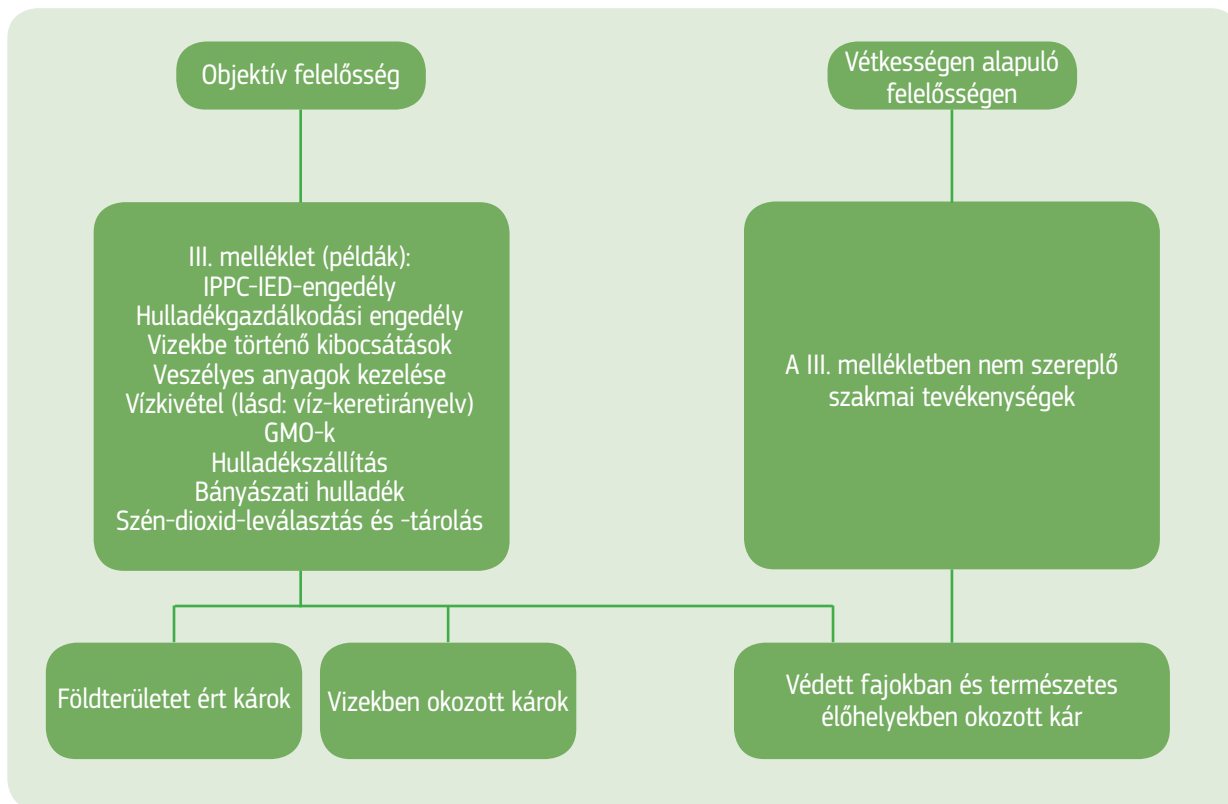 Objektív felelősség
Vétkességen alapuló
felelősségen
III. melléklet (példák):
IPPC-IED-engedély
Hulladékgazdálkodási engedély
Vizekbe történő kibocsátások
Veszélyes anyagok kezelése
Vízkivétel (lásd: víz-keretirányelv)
GMO-k
Hulladékszállítás
Bányászati hulladék
Szén-dioxid-leválasztás és -tárolás
A III. mellékletben nem szereplő
szakmai tevékenységek
Földterületet ért károk
Vizekben okozott károk
Védett fajokban és természetes
élőhelyekben okozott kár